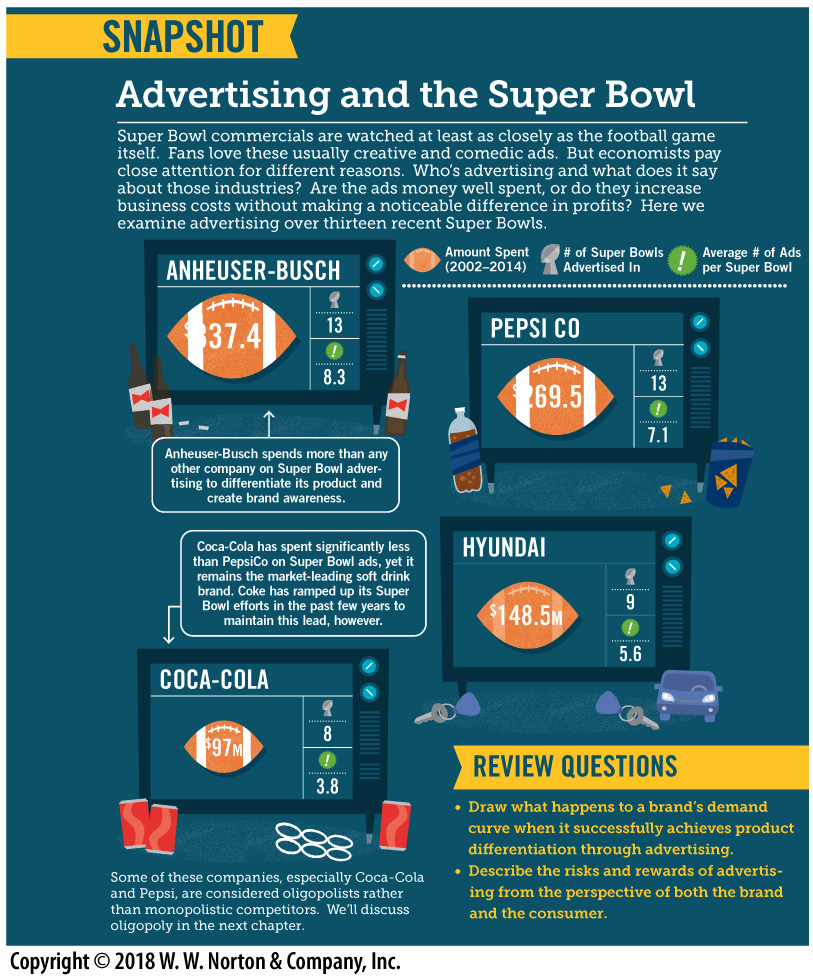 SNAPSHOT
Advertising and the Super Bowl
Super Bowl commercials are watched at least as closely as the football game
itself. Fans love these usually creative and comedic ads. But economists pay
close attention for different reasons. Who's advertising and what does it say
about those industries? Are the ads money well spent, or do they increase
business costs without making a noticeable difference in profits? Here we
examine advertising over thirteen recent Super Bowls.
Amount Spent
(2002–2014)
# of Super Bowls
Advertised In
!
Average # of Ads
per Super Bowl
ANHEUSER-BUSCH
$337.4
13
!
8.3
Anheuser-Busch spends more than any
other company on Super Bowl adver-
tising to differentiate its product and
create brand awareness.
PEPSI CO
$269.5
13
!
7.1
Coca-Cola has spent significantly less
than PepsiCo on Super Bowl ads, yet it
remains the market-leading soft drink
brand. Coke has ramped up its Super
Bowl efforts in the past few years to
maintain this lead, however.
HYUNDAI
$148.5M
9
!
5.6
COCA-COLA
$97M
8
!
3.8
Some of these companies, especially Coca-Cola
and Pepsi, are considered oligopolists rather
than monopolistic competitors. We'll discuss
oligopoly in the next chapter.
REVIEW QUESTIONS
• Draw what happens to a brand's demand
curve when it successfully achieves product
differentiation through advertising.
• Describe the risks and rewards of advertis-
ing from the perspective of both the brand
and the consumer.
Copyright © 2018 W. W. Norton & Company, Inc.